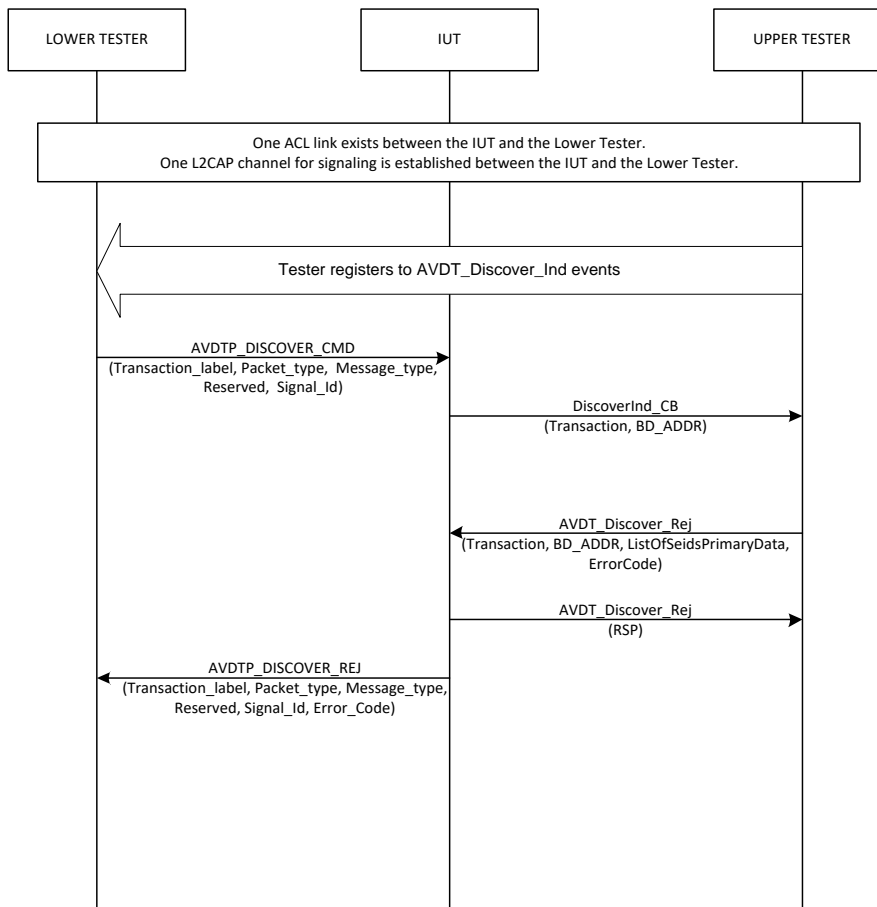 LOWER TESTER
IUT
UPPER TESTER
One ACL link exists between the IUT and the Lower Tester.
One L2CAP channel for signaling is established between the IUT and the Lower Tester.
Tester registers to AVDT_Discover_Ind events
AVDTP_DISCOVER_CMD
(Transaction_label, Packet_type, Message_type,
Reserved, Signal_Id)
DiscoverInd_CB
(Transaction, BD_ADDR)
AVDT_Discover_Rej
(Transaction, BD_ADDR, ListOfSeidsPrimaryData,
ErrorCode)
AVDT_Discover_Rej
(RSP)
AVDTP_DISCOVER_REJ
(Transaction_label, Packet_type, Message_type,
Reserved, Signal_Id, Error_Code)